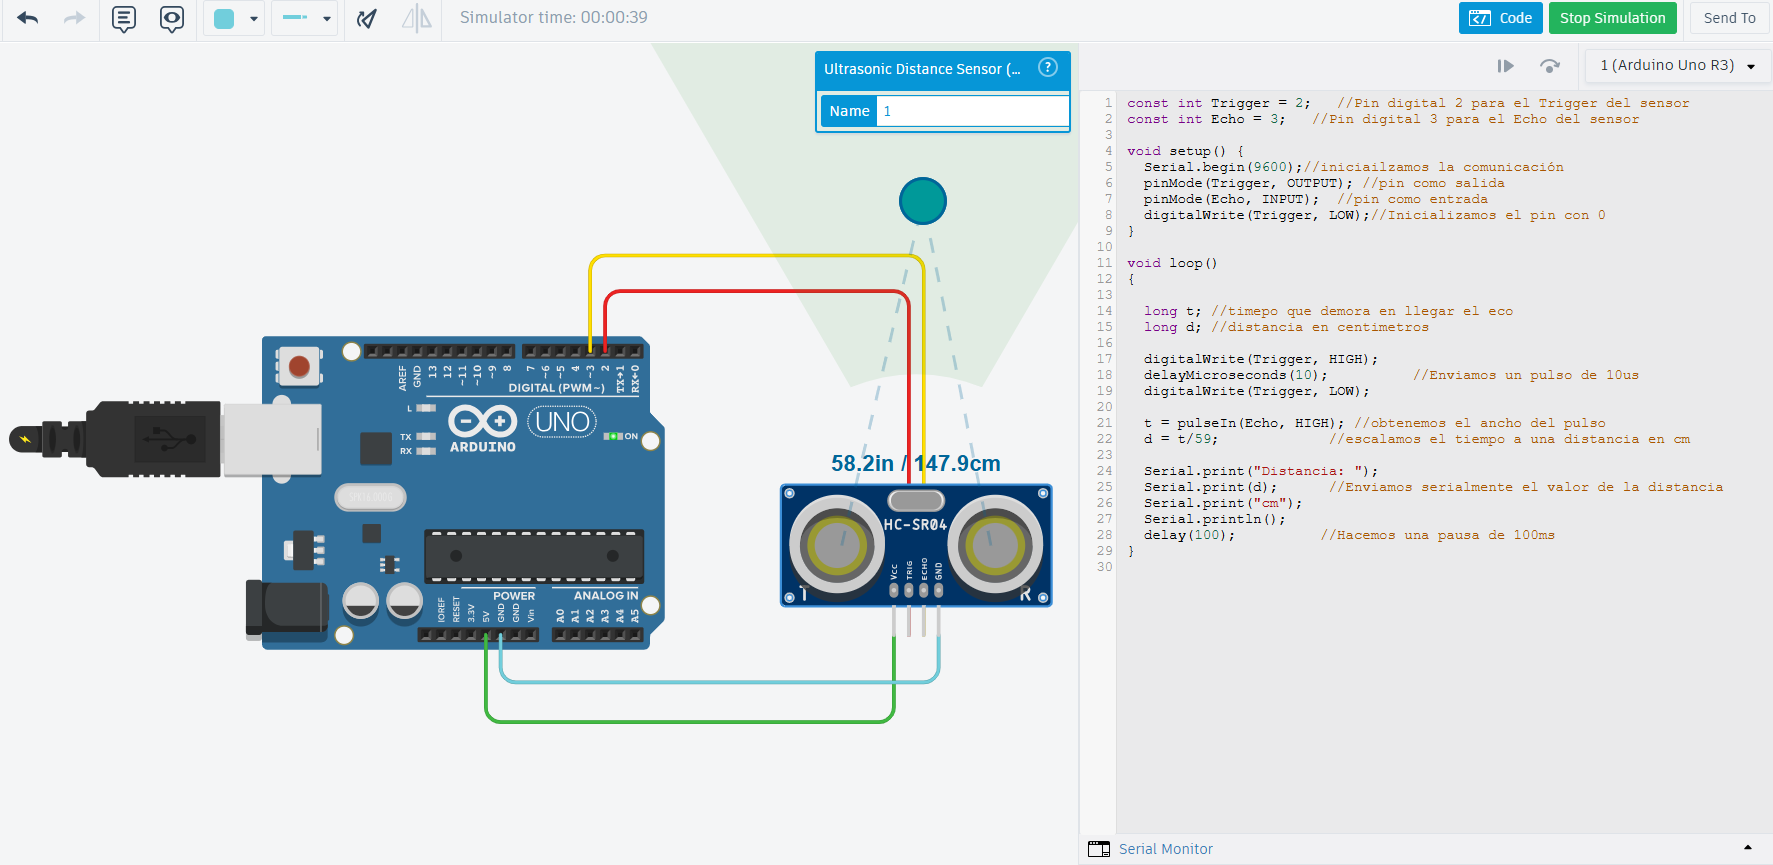 Simulator time: 00:00:39
Code
Stop Simulation
Send To
Ultrasonic Distance Sensor (...
?
Name 1
1 (Arduino Uno R3)
58.2in / 147.9cm
HC-SR04
VCC
TRIG
ECHO
GND
T
R
AREF
GND
13
12
~11
~10
~9
8
7
~6
~5
4
~3
2
TX→1
RX←0
DIGITAL (PWM~)
L
TX
RX
ARDUINO
UNO
ON
POWER
ANALOG IN
IOREF
RESET
3.3V
5V
GND
GND
Vin
A0
A1
A2
A3
A4
A5
1 const int Trigger = 2;   //Pin digital 2 para el Trigger del sensor
2 const int Echo = 3;   //Pin digital 3 para el Echo del sensor
3
4 void setup() {
5   Serial.begin(9600);//iniciailzamos la comunicación
6   pinMode(Trigger, OUTPUT); //pin como salida
7   pinMode(Echo, INPUT);  //pin como entrada
8   digitalWrite(Trigger, LOW);//Inicializamos el pin con 0
9 }
10
11 void loop()
12 {
13
14   long t; //timepo que demora en llegar el eco
15   long d; //distancia en centimetros
16
17   digitalWrite(Trigger, HIGH);
18   delayMicroseconds(10);          //Enviamos un pulso de 10us
19   digitalWrite(Trigger, LOW);
20
21   t = pulseIn(Echo, HIGH); //obtenemos el ancho del pulso
22   d = t/59;             //escalamos el tiempo a una distancia en cm
23
24   Serial.print("Distancia: ");
25   Serial.print(d);      //Enviamos serialmente el valor de la distancia
26   Serial.print("cm");
27   Serial.println();
28   delay(100);          //Hacemos una pausa de 100ms
29 }
30
Serial Monitor